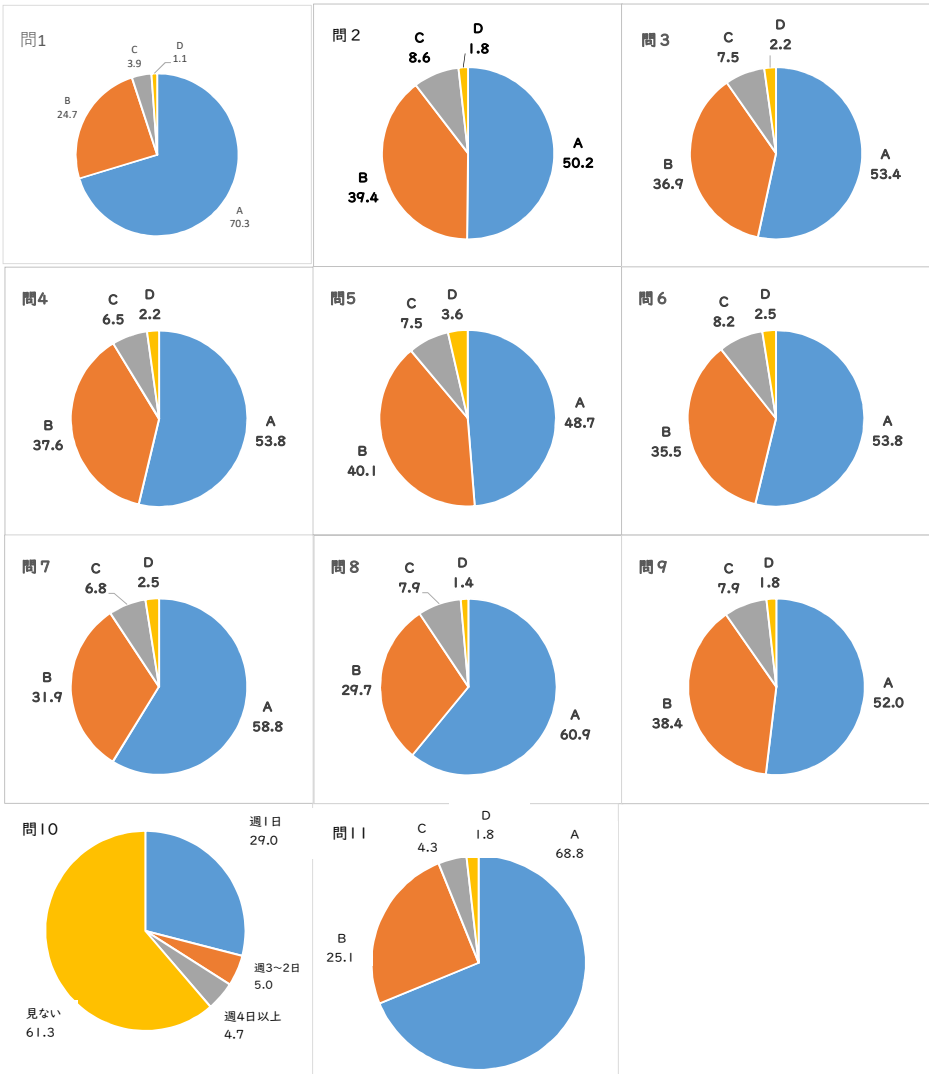 問1
C
3.9
D
1.1
B
24.7
A
70.3
問2
C
8.6
D
1.8
B
39.4
A
50.2
問3
C
7.5
D
2.2
B
36.9
A
53.4
問4
C
6.5
D
2.2
B
37.6
A
53.8
問5
C
7.5
D
3.6
B
40.1
A
48.7
問6
C
8.2
D
2.5
B
35.5
A
53.8
問7
C
6.8
D
2.5
B
31.9
A
58.8
問8
C
7.9
D
1.4
B
29.7
A
60.9
問9
C
7.9
D
1.8
B
38.4
A
52.0
問10
週1日
29.0
週3~2日
5.0
週4日以上
4.7
見ない
61.3
問11
C
4.3
D
1.8
A
68.8
B
25.1